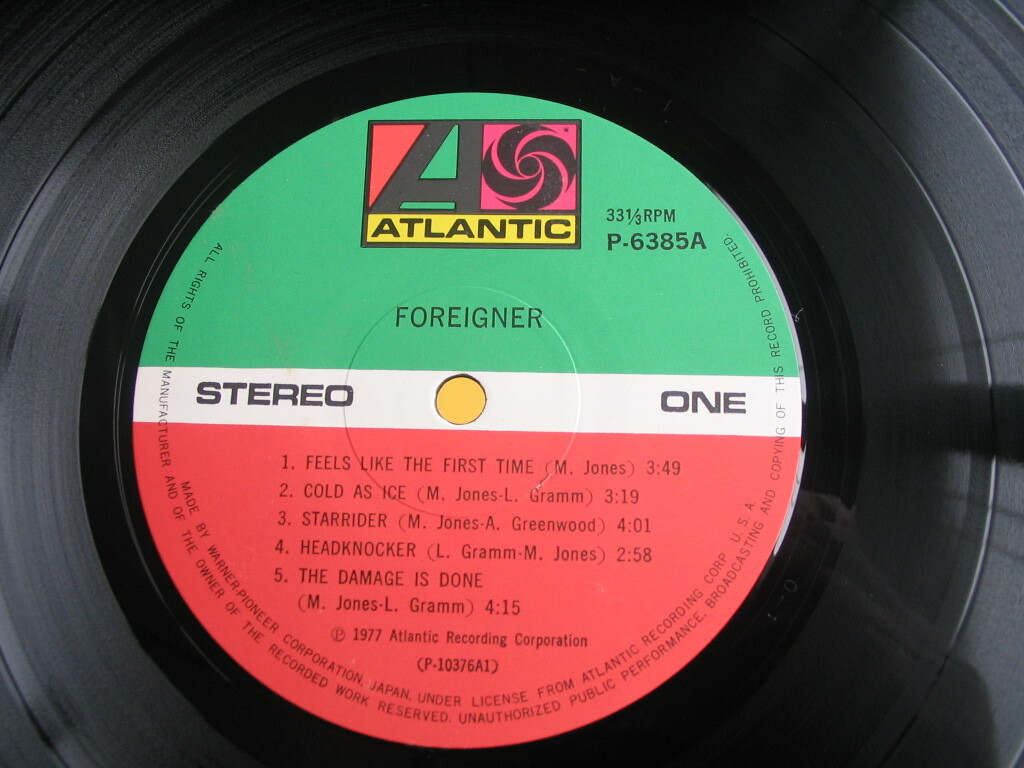 ATLANTIC
33⅓RPM
P-6385A
FOREIGNER
STEREO
ONE
1. FEELS LIKE THE FIRST TIME (M. Jones) 3:49
2. COLD AS ICE (M. Jones-L. Gramm) 3:19
3. STARRIDER (M. Jones-A. Greenwood) 4:01
4. HEADKNOCKER (L. Gramm-M. Jones) 2:58
5. THE DAMAGE IS DONE
(M. Jones-L. Gramm) 4:15
Ⓟ 1977 Atlantic Recording Corporation
(P-10376A1)
MADE BY WARNER-PIONEER CORPORATION, JAPAN, UNDER LICENSE FROM ATLANTIC RECORDING CORP. U.S.A.
ALL RIGHTS OF THE MANUFACTURER AND OF THE OWNER OF THE RECORDED WORK RESERVED. UNAUTHORIZED PUBLIC PERFORMANCE, BROADCASTING AND COPYING OF THIS RECORD PROHIBITED.